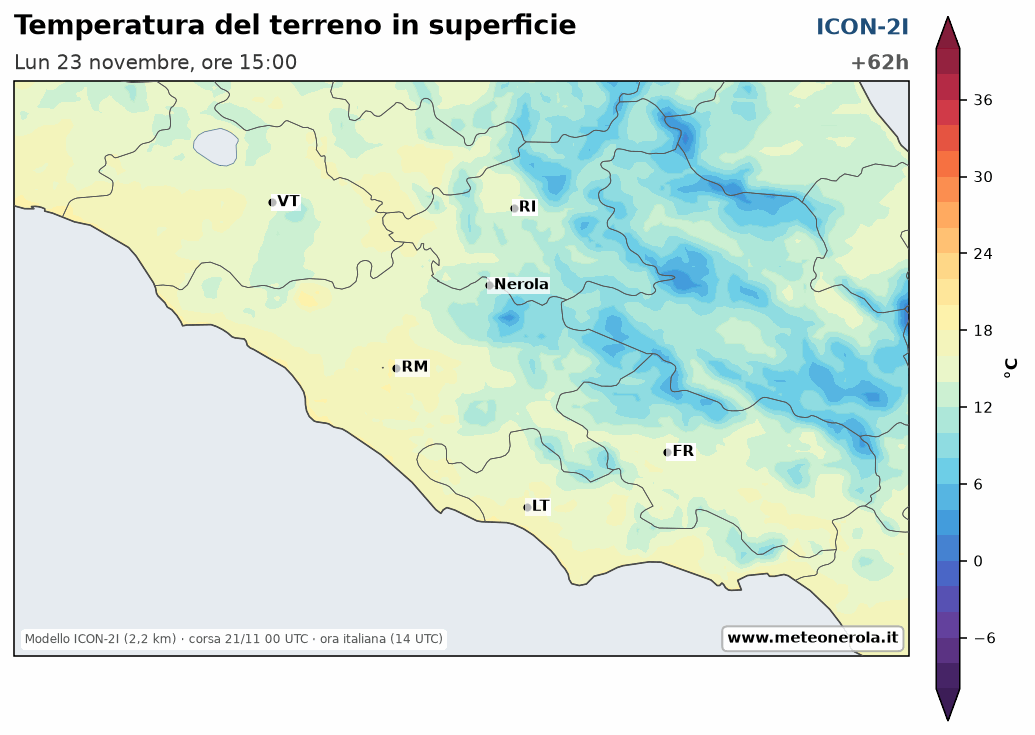 Temperatura del terreno in superficie
ICON-2I
Lun 23 novembre, ore 15:00
+62h
VT
RI
Nerola
RM
FR
LT
Modello ICON-2I (2,2 km) · corsa 21/11 00 UTC · ora italiana (14 UTC)
www.meteonerola.it
36
30
24
18
12
6
0
−6
°C